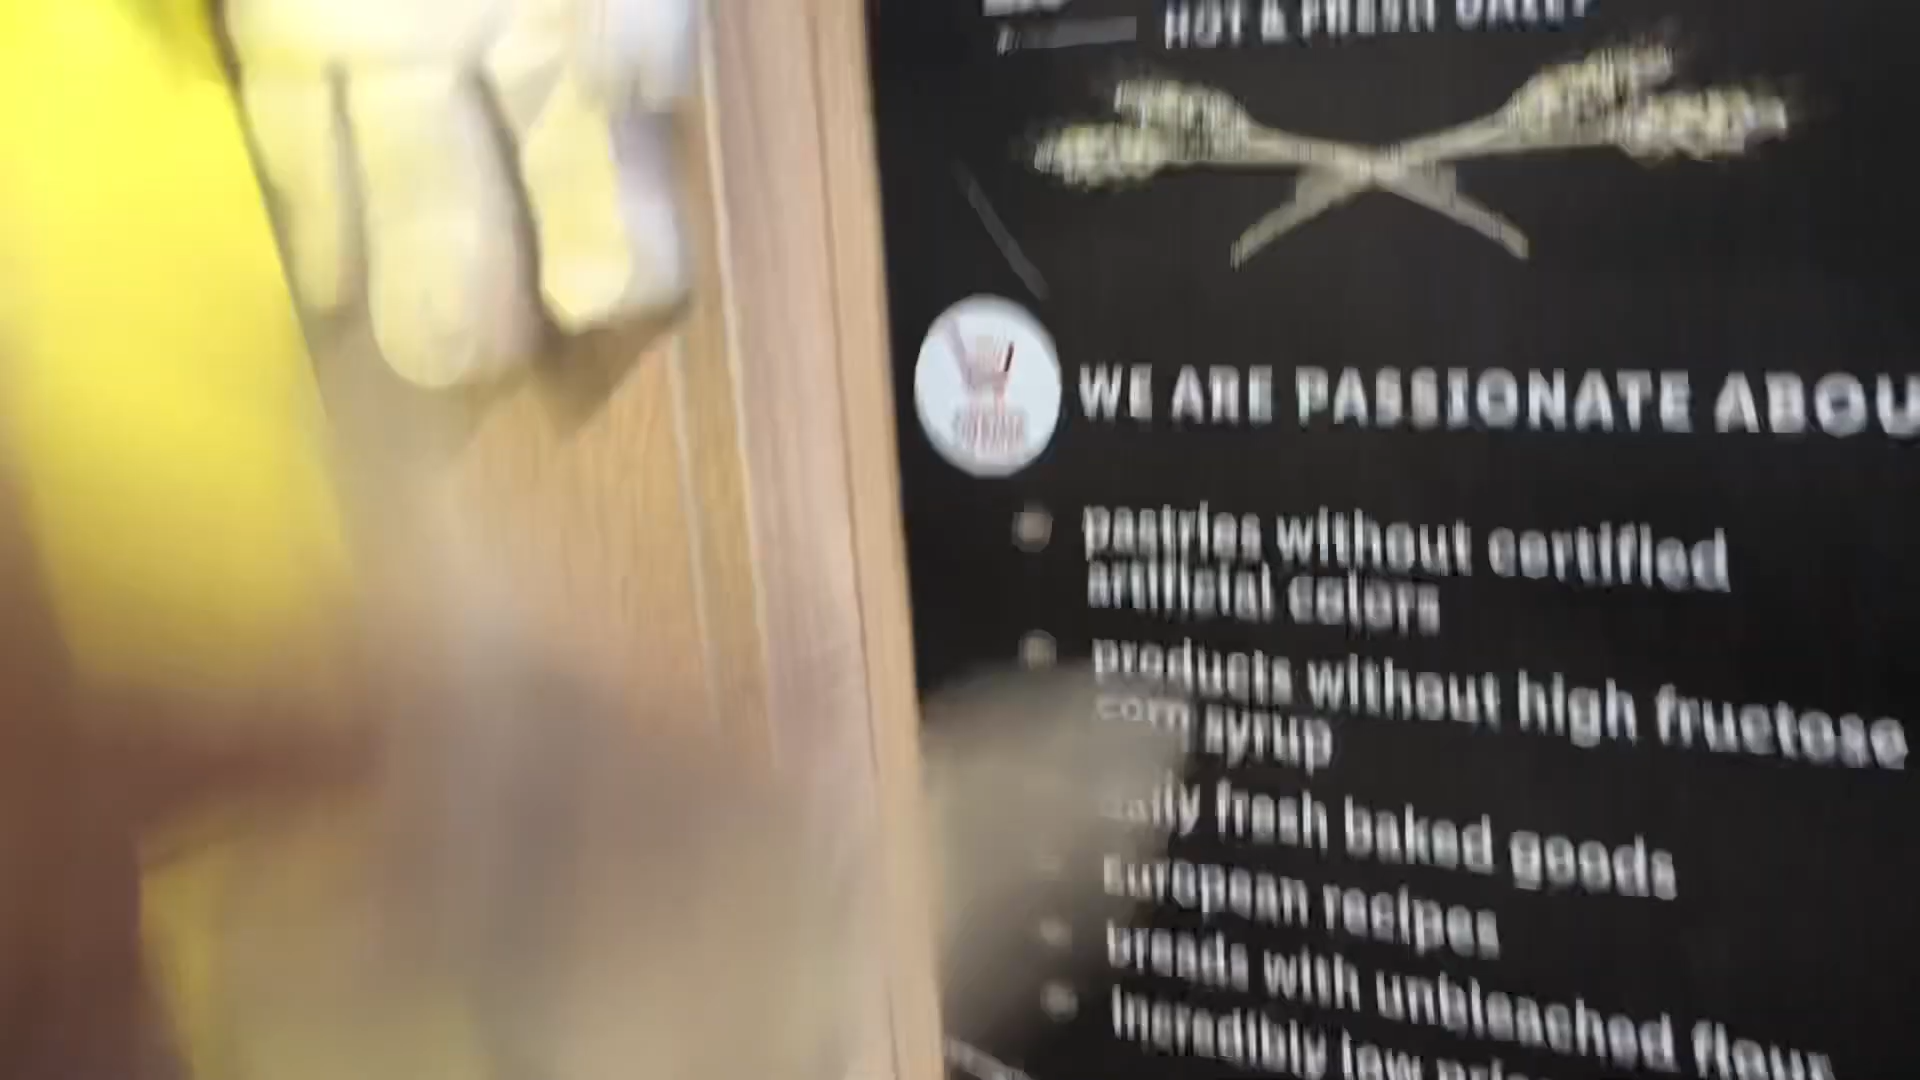 HOT & FRESH
WE ARE PASSIONATE ABOU
pastries without certified
artificial colors
products without high fructose
corn syrup
daily fresh baked goods
European recipes
breads with unbleached flour
Incredibly low